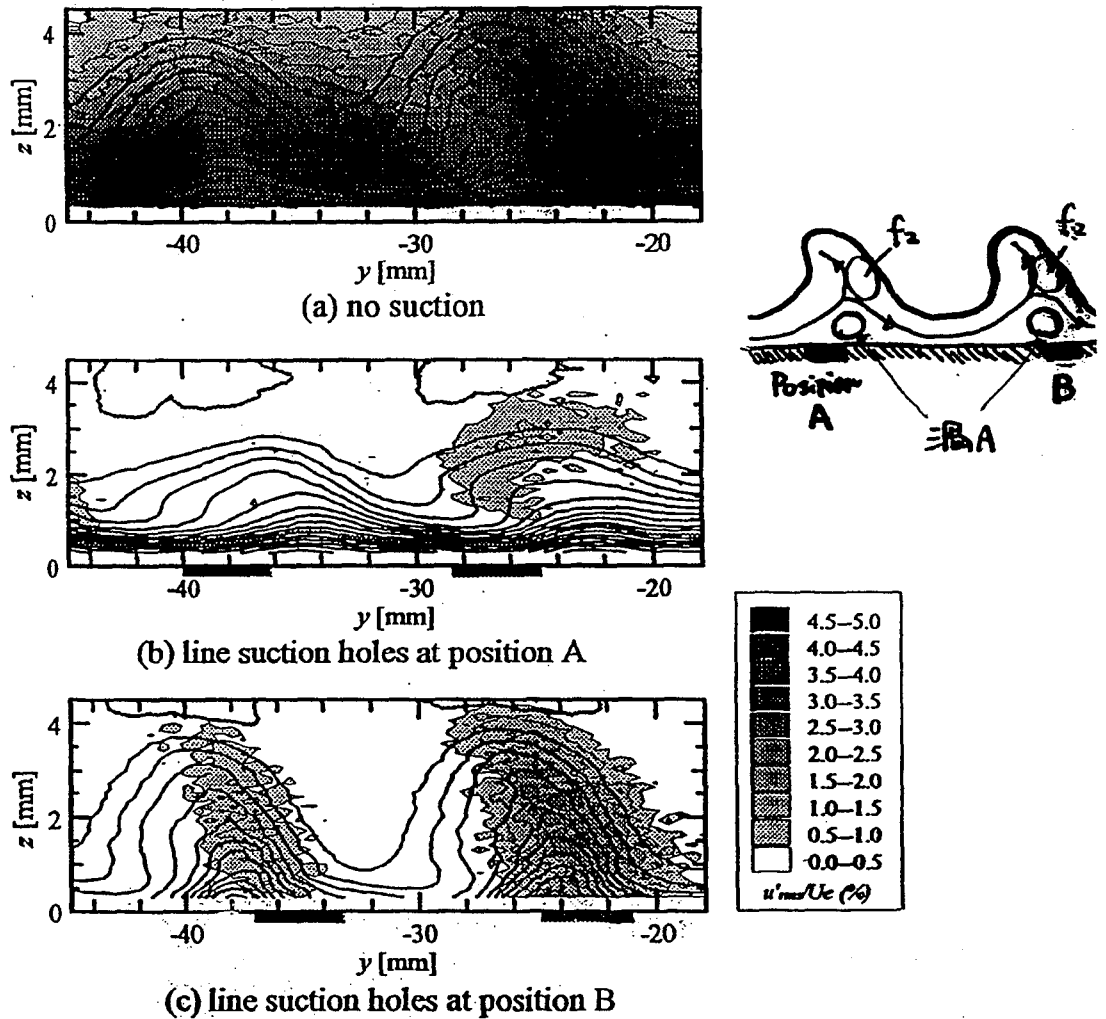 4
2
0
z [mm]
-40
-30
-20
y [mm]
(a) no suction
f₂
f₂
Position
A
B
A
4
2
0
z [mm]
-40
-30
-20
y [mm]
(b) line suction holes at position A
4
2
0
z [mm]
-40
-30
-20
y [mm]
(c) line suction holes at position B
4.5–5.0
4.0–4.5
3.5–4.0
3.0–3.5
2.5–3.0
2.0–2.5
1.5–2.0
1.0–1.5
0.5–1.0
0.0–0.5
u'rms/Ue (%)